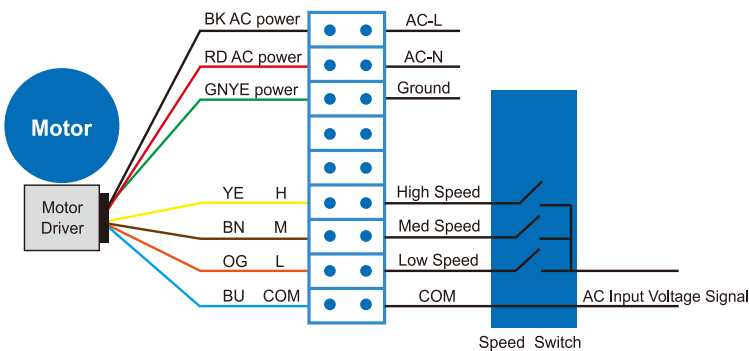 BK AC power AC-L
RD AC power AC-N
GNYE power Ground
Motor
Motor
Driver
YE H High Speed
BN M Med Speed
OG L Low Speed
BU COM COM AC Input Voltage Signal
Speed Switch